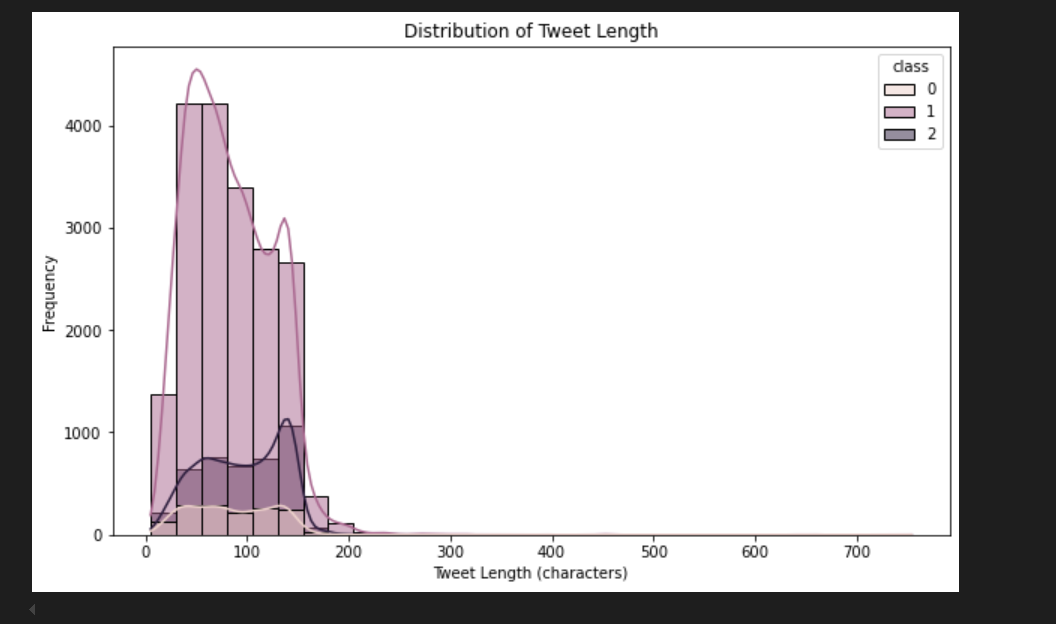 Distribution of Tweet Length
class
0
1
2
4000
3000
2000
1000
0
Frequency
0 100 200 300 400 500 600 700
Tweet Length (characters)